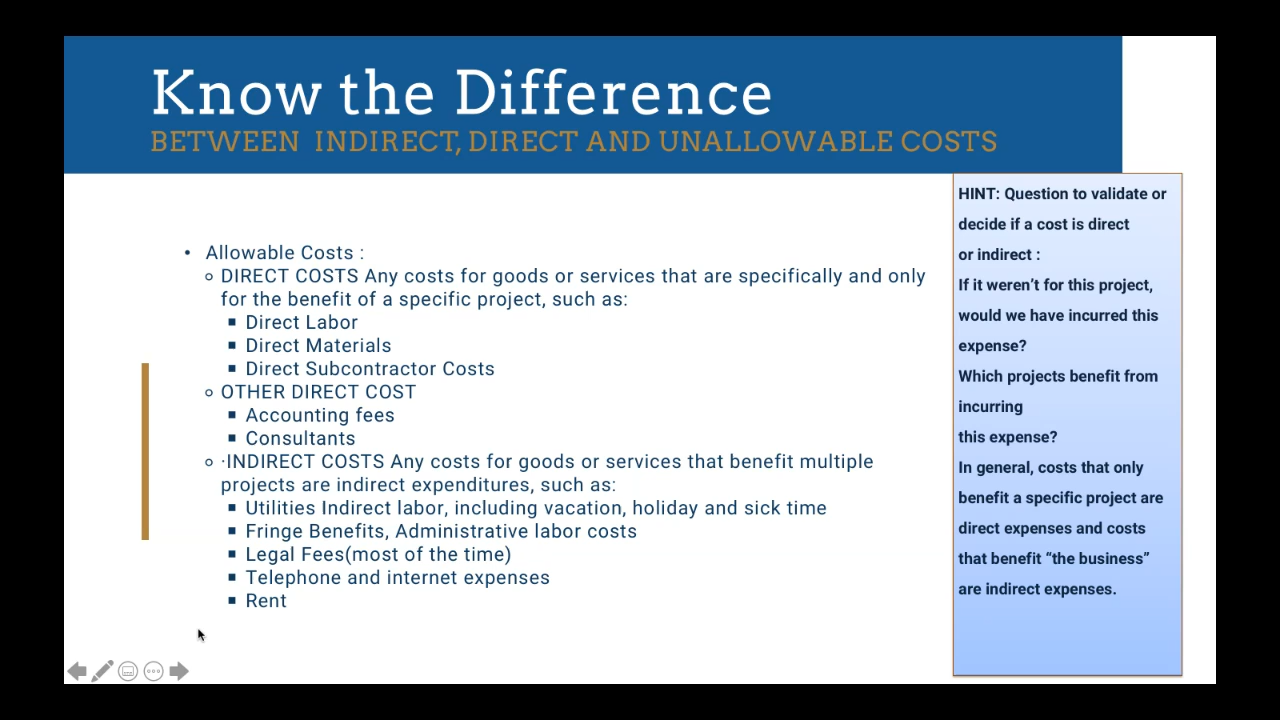 Know the Difference
BETWEEN  INDIRECT, DIRECT AND UNALLOWABLE COSTS
• Allowable Costs :
○ DIRECT COSTS Any costs for goods or services that are specifically and only
for the benefit of a specific project, such as:
▪ Direct Labor
▪ Direct Materials
▪ Direct Subcontractor Costs
○ OTHER DIRECT COST
▪ Accounting fees
▪ Consultants
○ ·INDIRECT COSTS Any costs for goods or services that benefit multiple
projects are indirect expenditures, such as:
▪ Utilities Indirect labor, including vacation, holiday and sick time
▪ Fringe Benefits, Administrative labor costs
▪ Legal Fees(most of the time)
▪ Telephone and internet expenses
▪ Rent
HINT: Question to validate or
decide if a cost is direct
or indirect :
If it weren’t for this project,
would we have incurred this
expense?
Which projects benefit from
incurring
this expense?
In general, costs that only
benefit a specific project are
direct expenses and costs
that benefit “the business”
are indirect expenses.